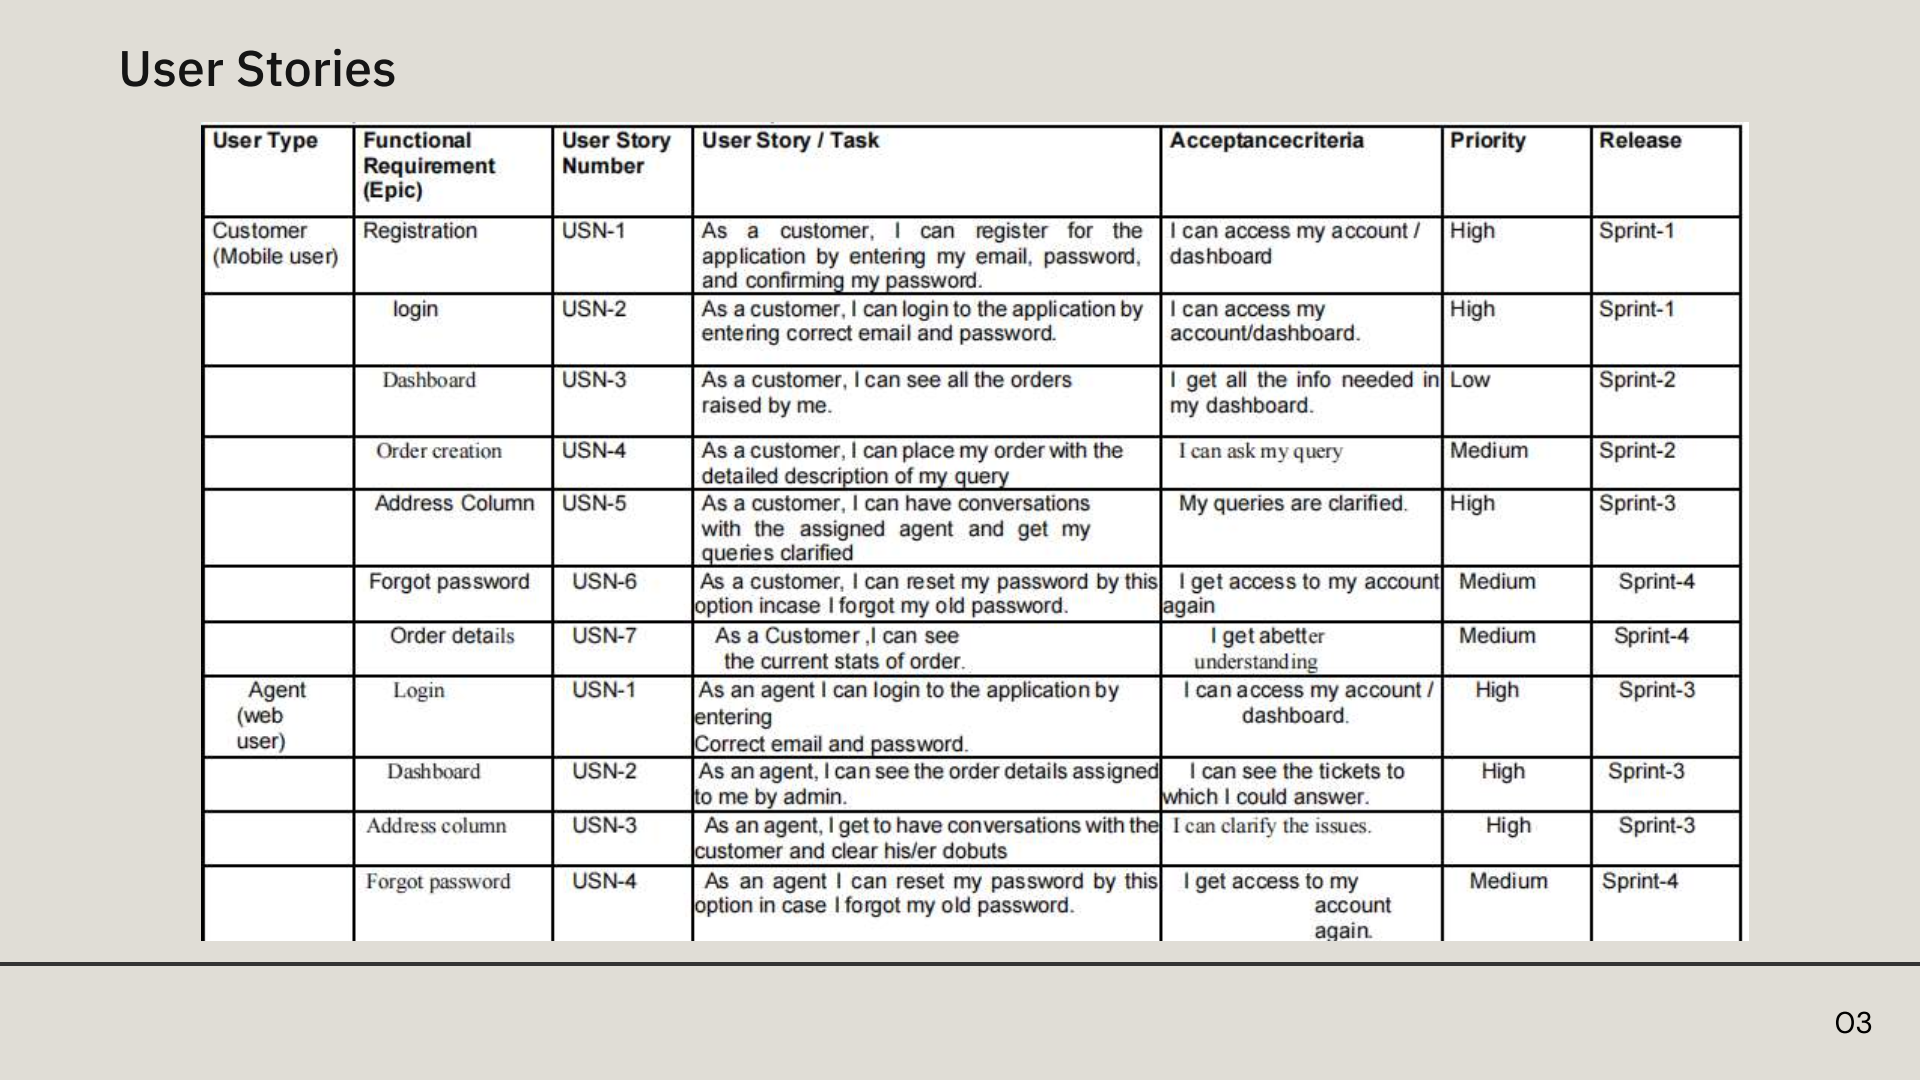 User Stories
User Type
Functional
Requirement
(Epic)
User Story
Number
User Story / Task
Acceptancecriteria
Priority
Release
Customer
(Mobile user)
Registration
USN-1
As a customer, I can register for the
application by entering my email, password,
and confirming my password.
I can access my account /
dashboard
High
Sprint-1
login
USN-2
As a customer, I can login to the application by
entering correct email and password.
I can access my
account/dashboard.
High
Sprint-1
Dashboard
USN-3
As a customer, I can see all the orders
raised by me.
I get all the info needed in
my dashboard.
Low
Sprint-2
Order creation
USN-4
As a customer, I can place my order with the
detailed description of my query
I can ask my query
Medium
Sprint-2
Address Column
USN-5
As a customer, I can have conversations
with the assigned agent and get my
queries clarified
My queries are clarified.
High
Sprint-3
Forgot password
USN-6
As a customer, I can reset my password by this
option incase I forgot my old password.
I get access to my account
again
Medium
Sprint-4
Order details
USN-7
As a Customer ,I can see
the current stats of order.
I get abetter
understanding
Medium
Sprint-4
Agent
(web
user)
Login
USN-1
As an agent I can login to the application by
entering
Correct email and password.
I can access my account /
dashboard.
High
Sprint-3
Dashboard
USN-2
As an agent, I can see the order details assigned
to me by admin.
I can see the tickets to
which I could answer.
High
Sprint-3
Address column
USN-3
As an agent, I get to have conversations with the
customer and clear his/er dobuts
I can clarify the issues.
High
Sprint-3
Forgot password
USN-4
As an agent I can reset my password by this
option in case I forgot my old password.
I get access to my
account
again.
Medium
Sprint-4
03